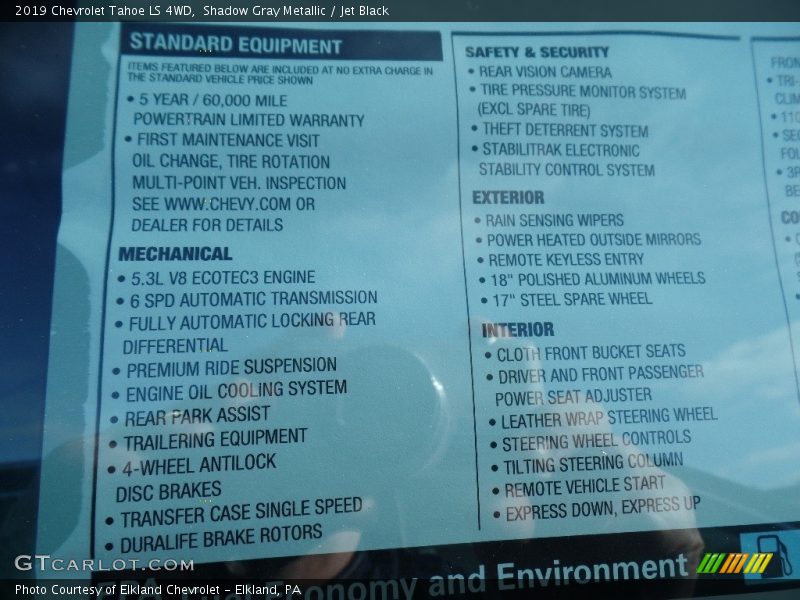 2019 Chevrolet Tahoe LS 4WD, Shadow Gray Metallic / Jet Black
STANDARD EQUIPMENT
ITEMS FEATURED BELOW ARE INCLUDED AT NO EXTRA CHARGE IN
THE STANDARD VEHICLE PRICE SHOWN
• 5 YEAR / 60,000 MILE
POWERTRAIN LIMITED WARRANTY
• FIRST MAINTENANCE VISIT
OIL CHANGE, TIRE ROTATION
MULTI-POINT VEH. INSPECTION
SEE WWW.CHEVY.COM OR
DEALER FOR DETAILS
MECHANICAL
• 5.3L V8 ECOTEC3 ENGINE
• 6 SPD AUTOMATIC TRANSMISSION
• FULLY AUTOMATIC LOCKING REAR
DIFFERENTIAL
• PREMIUM RIDE SUSPENSION
• ENGINE OIL COOLING SYSTEM
• REAR PARK ASSIST
• TRAILERING EQUIPMENT
• 4-WHEEL ANTILOCK
DISC BRAKES
• TRANSFER CASE SINGLE SPEED
• DURALIFE BRAKE ROTORS
SAFETY & SECURITY
• REAR VISION CAMERA
• TIRE PRESSURE MONITOR SYSTEM
(EXCL SPARE TIRE)
• THEFT DETERRENT SYSTEM
• STABILITRAK ELECTRONIC
STABILITY CONTROL SYSTEM
EXTERIOR
• RAIN SENSING WIPERS
• POWER HEATED OUTSIDE MIRRORS
• REMOTE KEYLESS ENTRY
• 18" POLISHED ALUMINUM WHEELS
• 17" STEEL SPARE WHEEL
INTERIOR
• CLOTH FRONT BUCKET SEATS
• DRIVER AND FRONT PASSENGER
POWER SEAT ADJUSTER
• LEATHER WRAP STEERING WHEEL
• STEERING WHEEL CONTROLS
• TILTING STEERING COLUMN
• REMOTE VEHICLE START
• EXPRESS DOWN, EXPRESS UP
Economy and Environment
GTCARLOT.COM
Photo Courtesy of Elkland Chevrolet - Elkland, PA